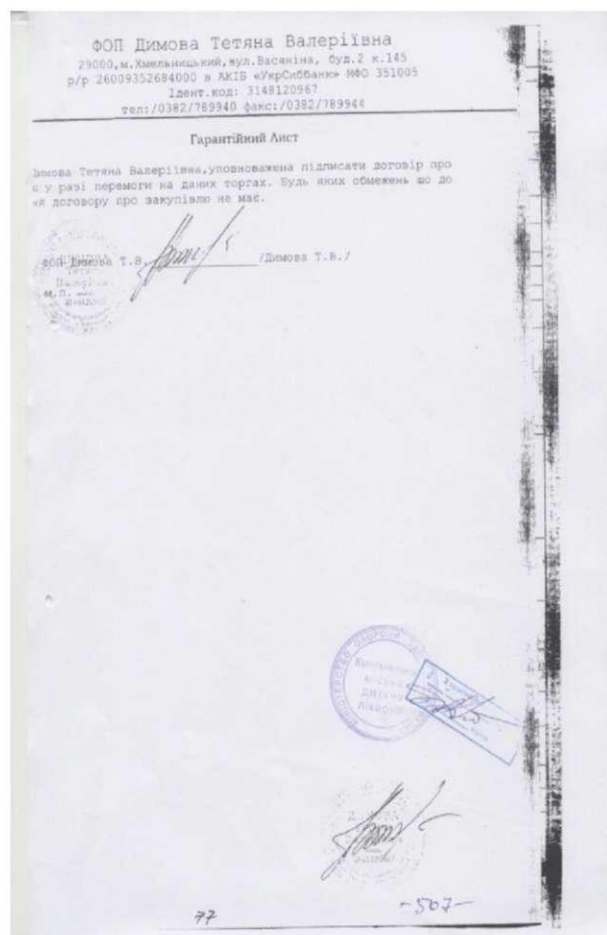 ФОП Димова Тетяна Валеріївна
29000,м.Хмельницький,вул.Васяніна, буд.2 к.145
р/р 26009352684000 в АКІБ «УкрСиббанк» МФО 351005
Ідент.код: 3148120967
тел:/0382/789940 факс:/0382/789944
Гарантійний Лист
Димова Тетяна Валеріївна,уповноважена підписати договір про
є у разі перемоги на даних торгах. Будь яких обмежень що до
ня договору про закупівлю не має.
ФОП Димова Т.В. /Димова Т.В./
м.п.
77
-507-